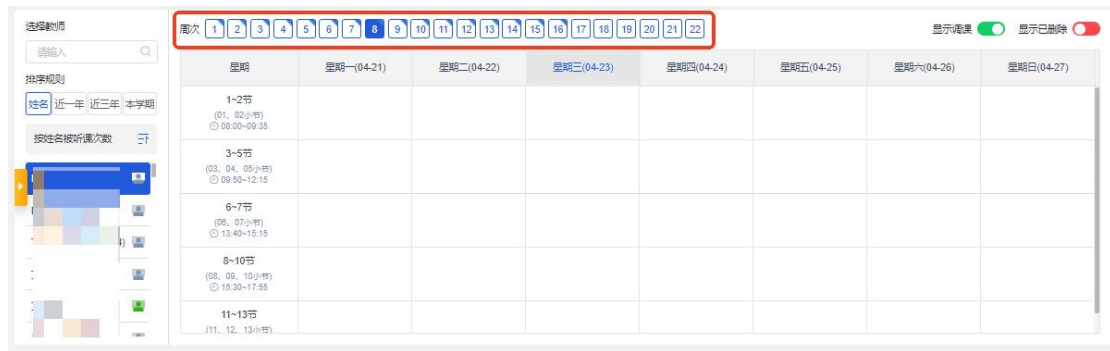 选择教师
请输入
排序规则
姓名 近一年 近三年 本学期
按姓名被听课次数
4)
周次 1 2 3 4 5 6 7 8 9 10 11 12 13 14 15 16 17 18 19 20 21 22
显示调课 显示已删除
星期 星期一(04-21) 星期二(04-22) 星期三(04-23) 星期四(04-24) 星期五(04-25) 星期六(04-26) 星期日(04-27)
1~2节
(01、02小节)
08:00~09:35
3~5节
(03、04、05小节)
09:50~12:15
6~7节
(06、07小节)
13:40~15:15
8~10节
(08、09、10小节)
15:30~17:55
11~13节
(11、12、13小节)